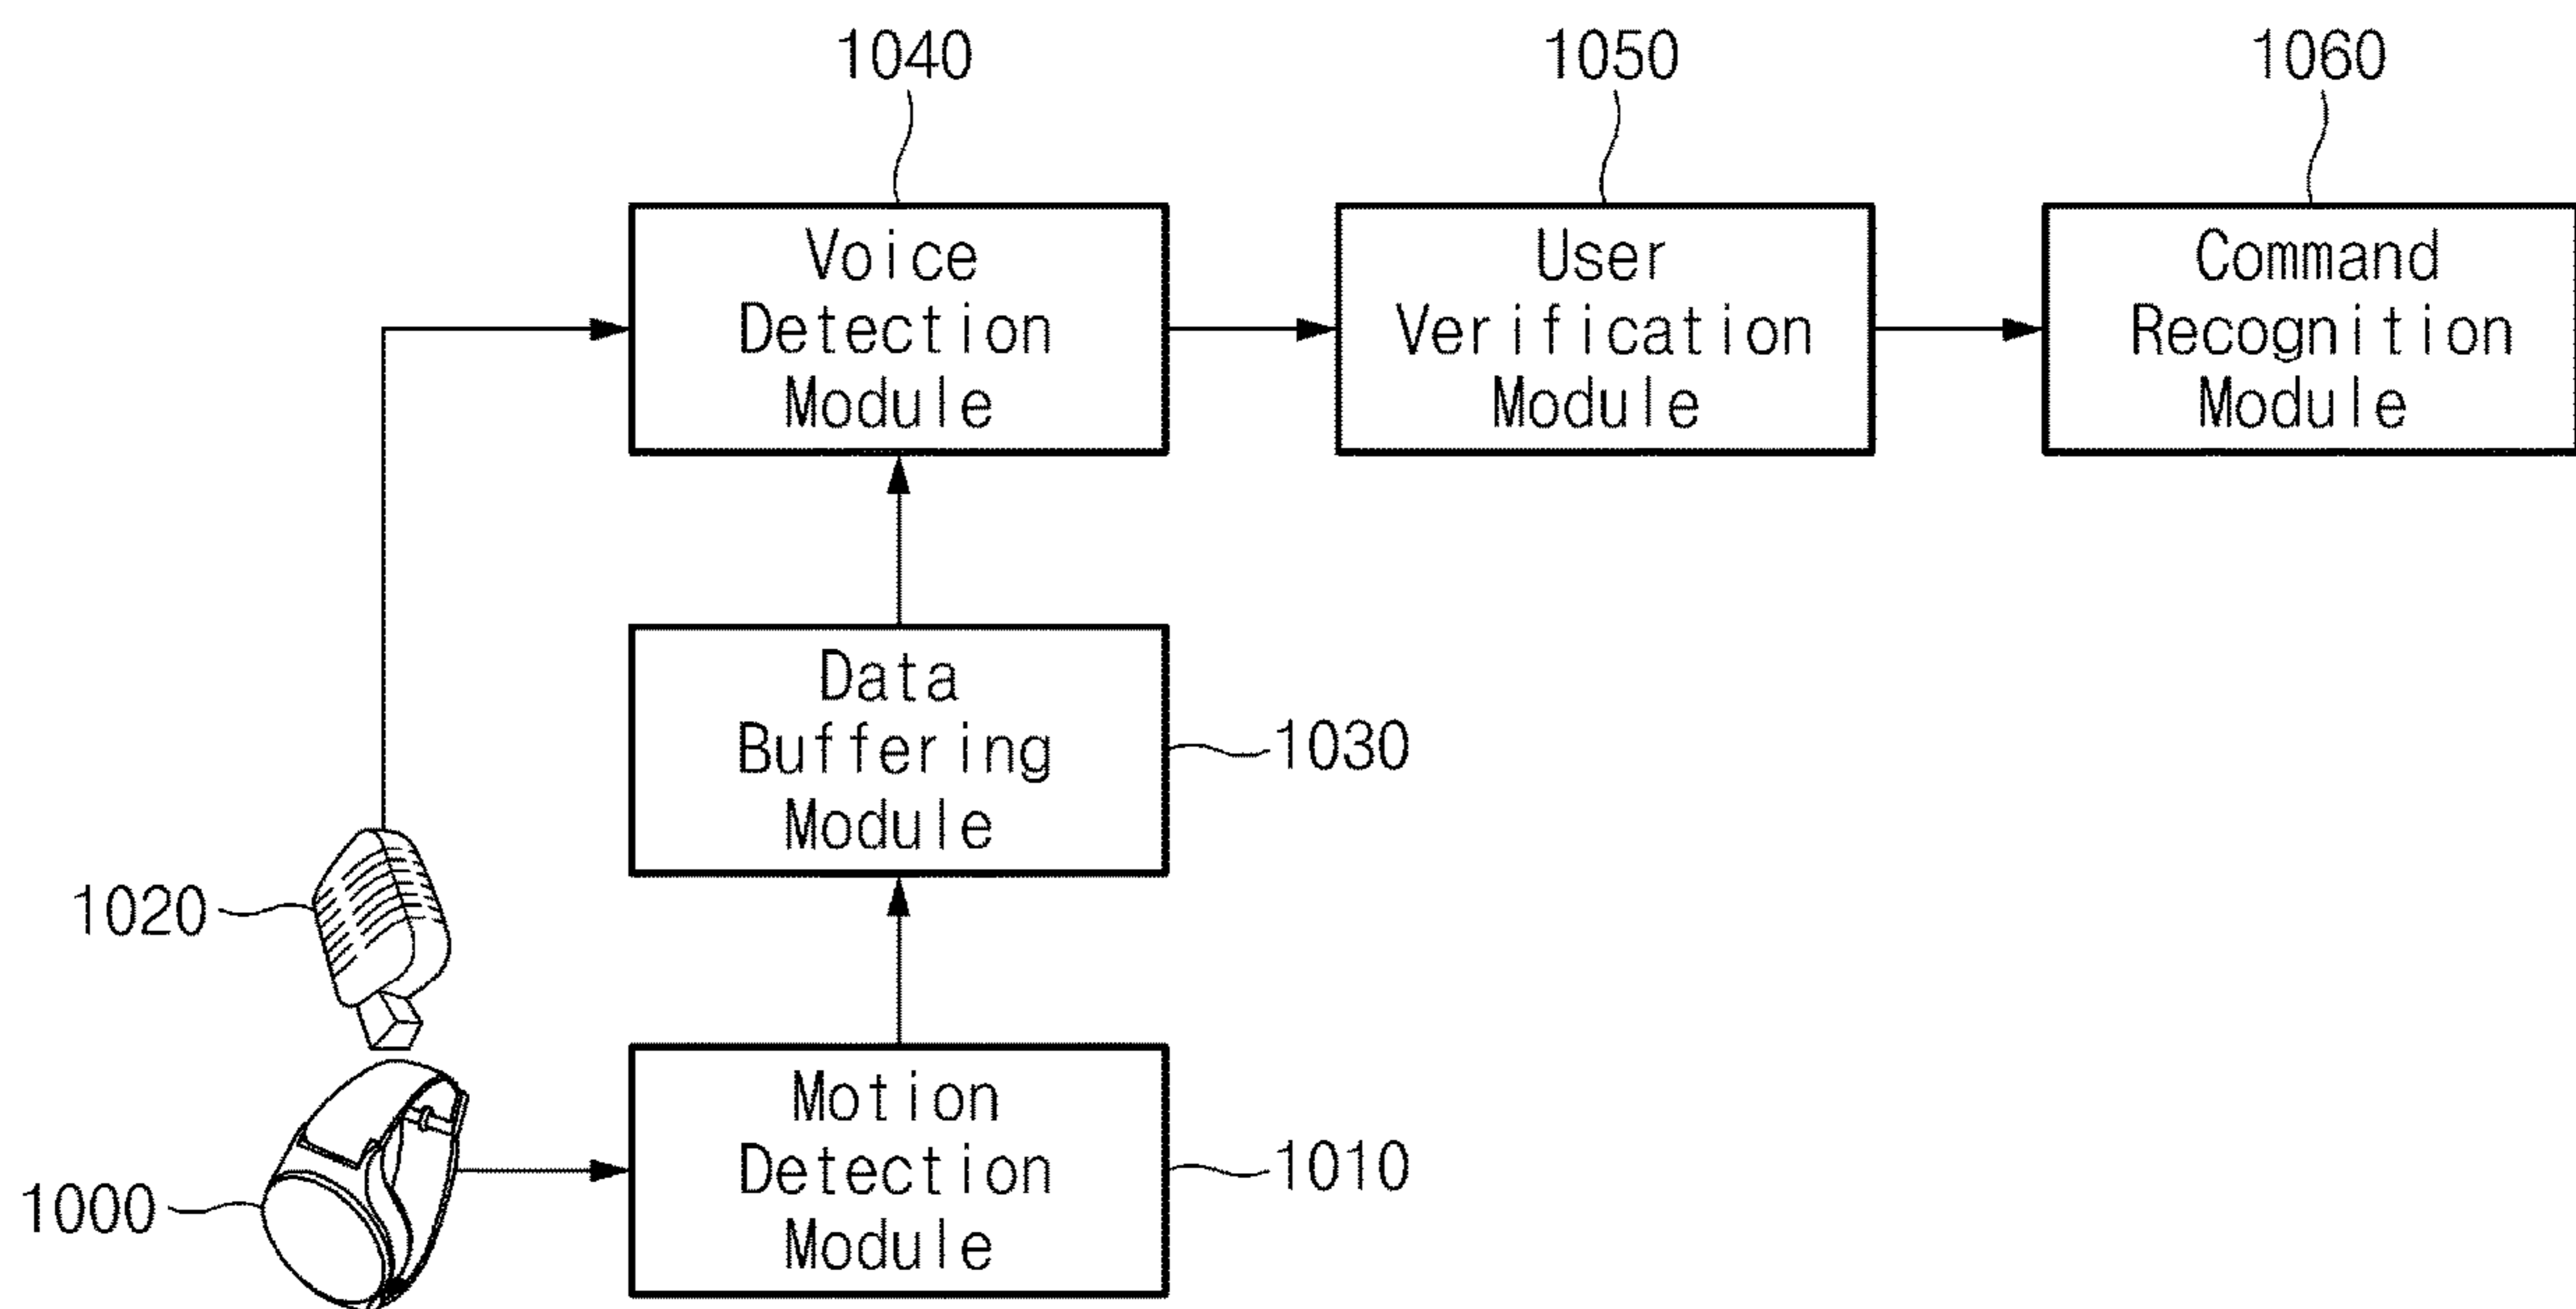 1040
1050
1060
Voice
Detection
Module
User
Verification
Module
Command
Recognition
Module
Data
Buffering
Module
1030
1020
Motion
Detection
Module
1010
1000